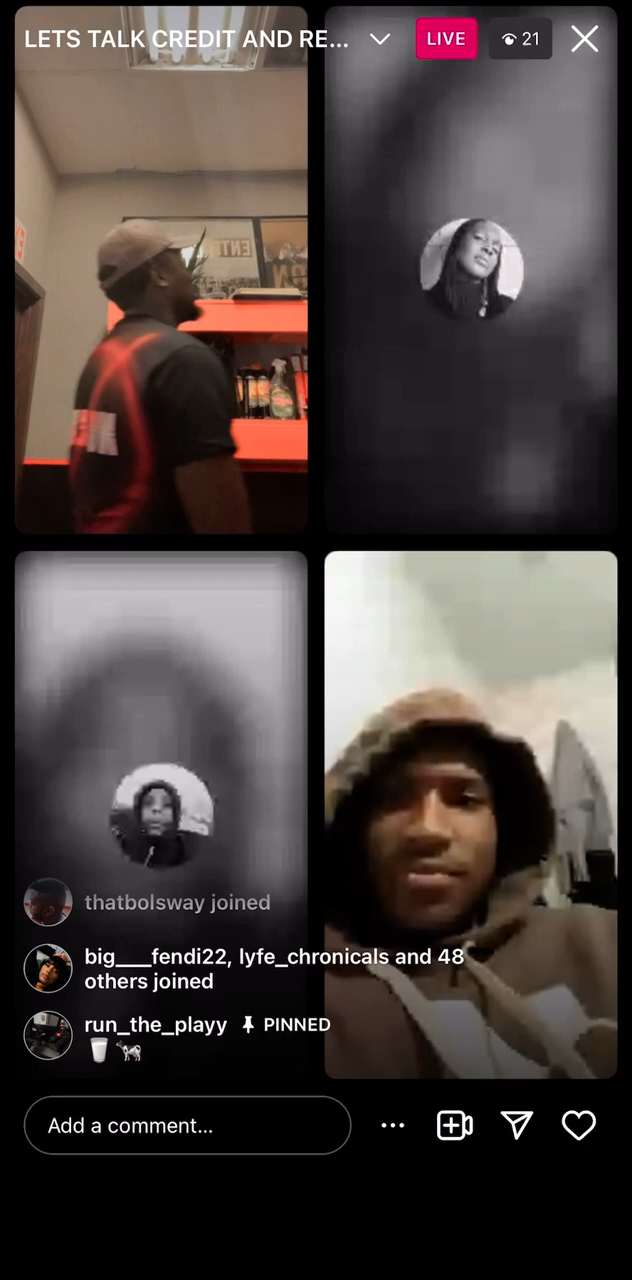 LETS TALK CREDIT AND RE...
LIVE
21
thatbolsway joined
big___fendi22, lyfe_chronicals and 48
others joined
run_the_playy PINNED
🥛🐄
Add a comment...